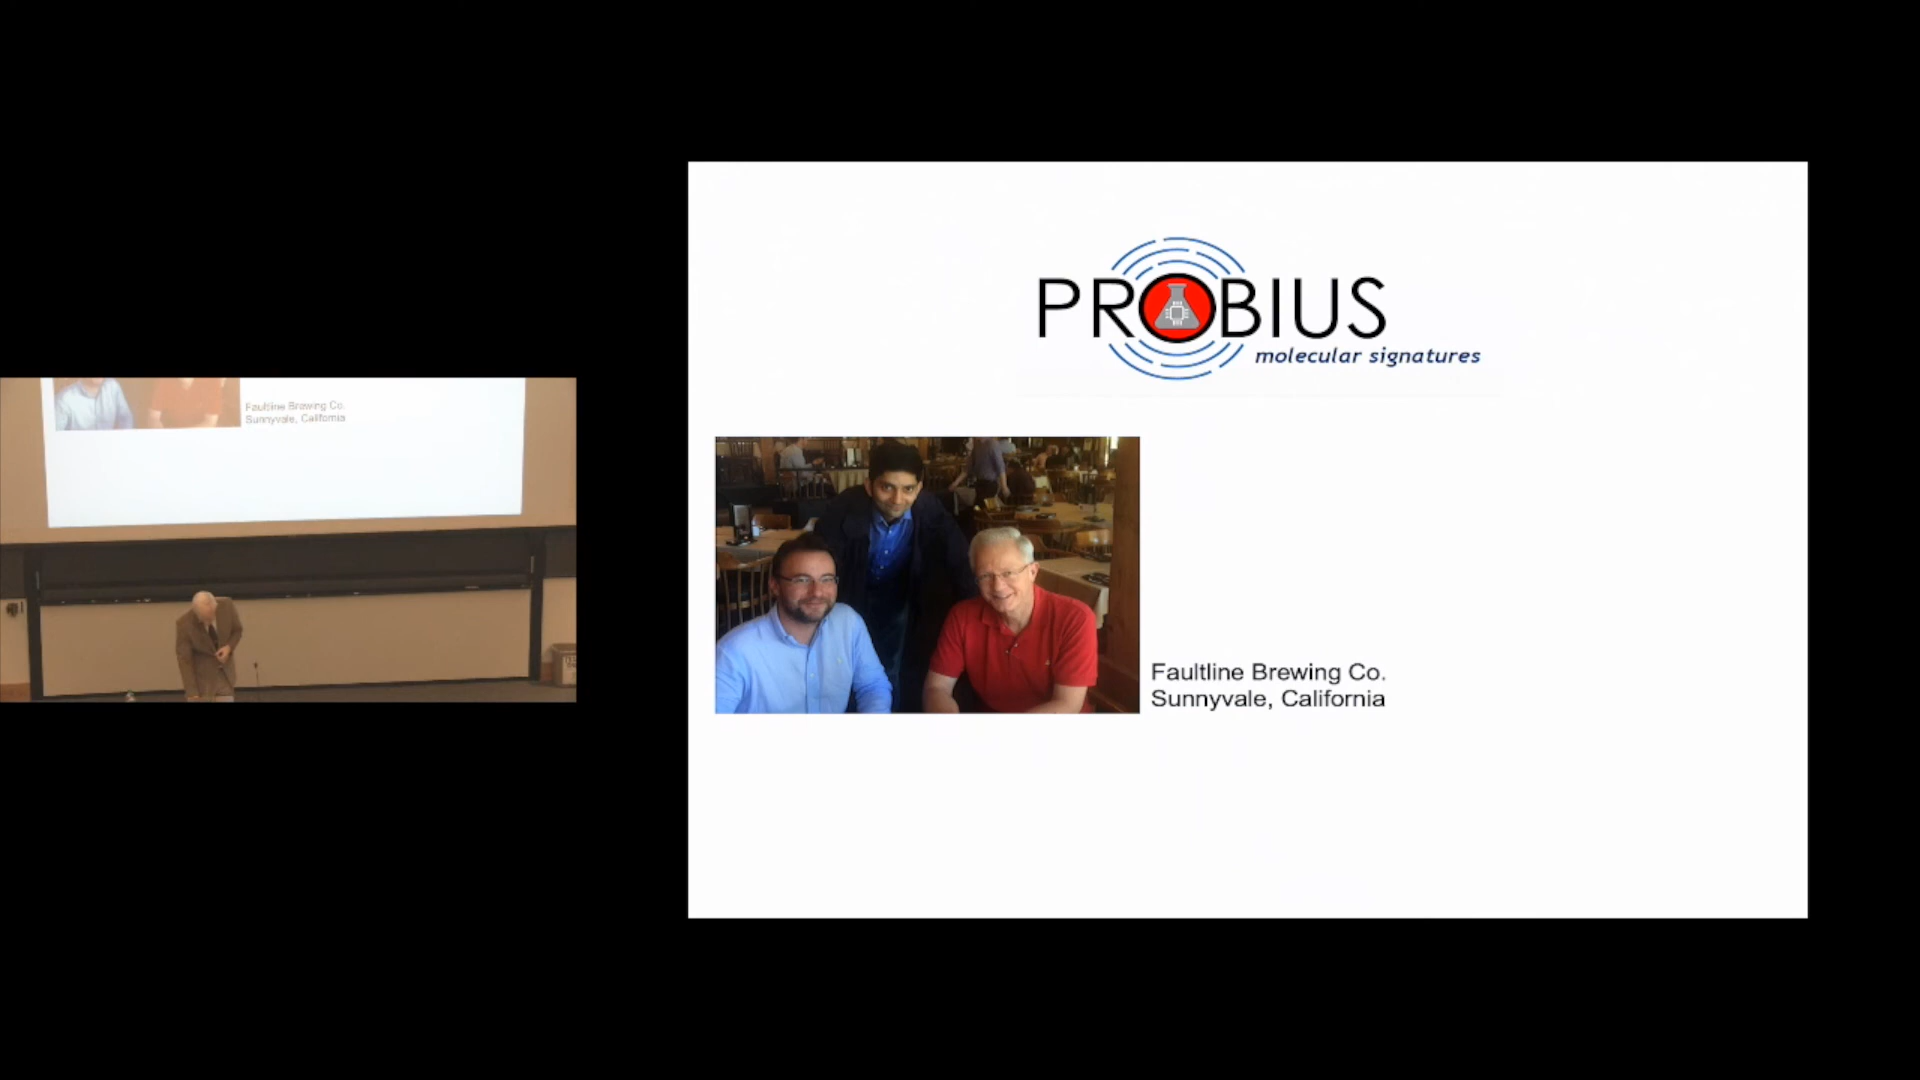 PROBIUS
molecular signatures
Faultline Brewing Co.
Sunnyvale, California
Faultline Brewing Co.
Sunnyvale, California